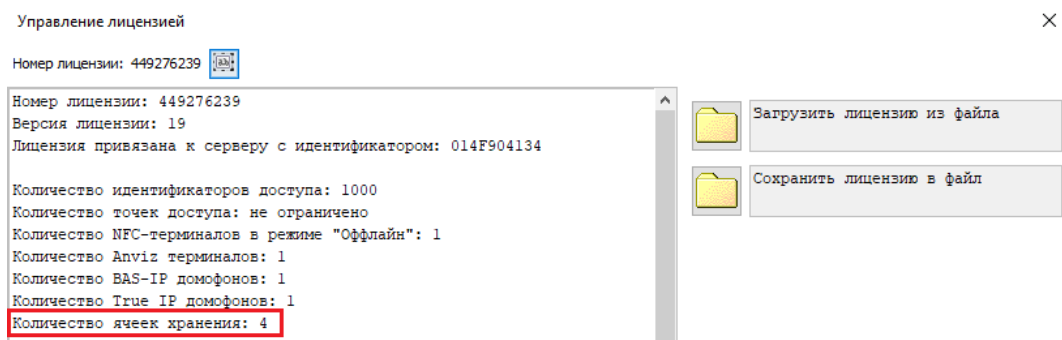 Управление лицензией
Номер лицензии: 449276239
Номер лицензии: 449276239
Версия лицензии: 19
Лицензия привязана к серверу с идентификатором: 014F904134
Количество идентификаторов доступа: 1000
Количество точек доступа: не ограничено
Количество NFC-терминалов в режиме "Оффлайн": 1
Количество Anviz терминалов: 1
Количество BAS-IP домофонов: 1
Количество True IP домофонов: 1
Количество ячеек хранения: 4
Загрузить лицензию из файла
Сохранить лицензию в файл